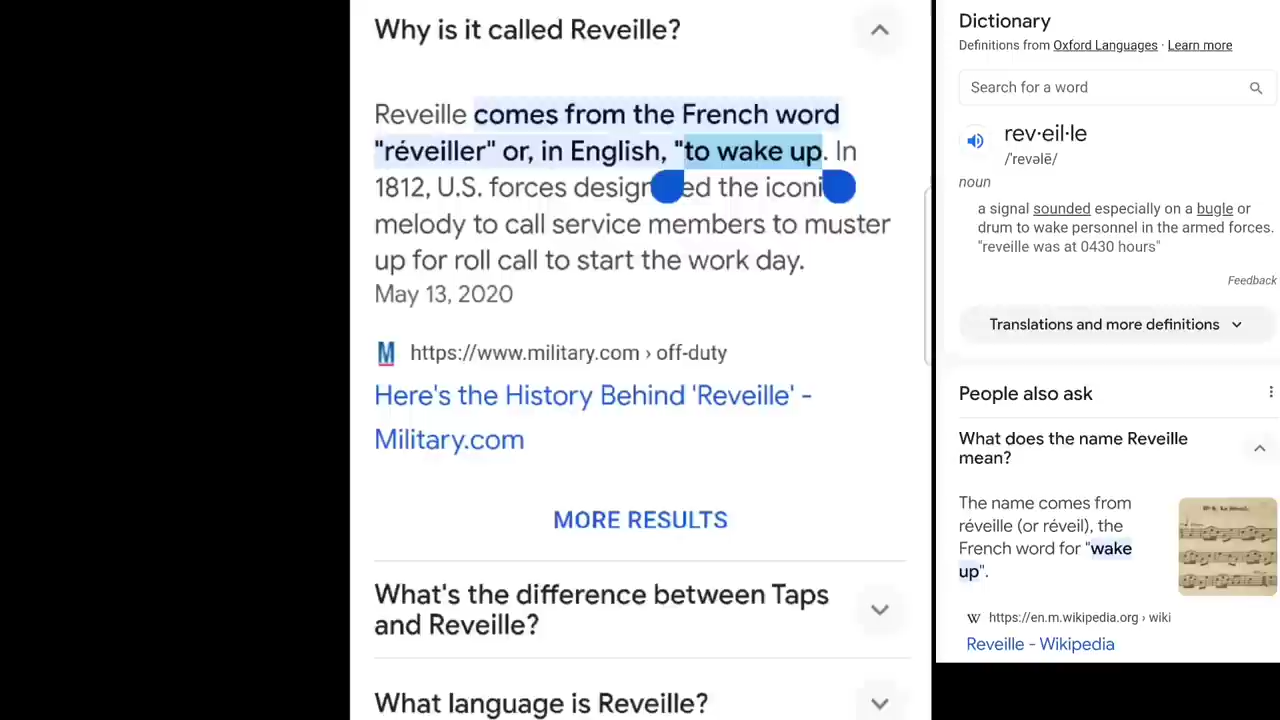 Why is it called Reveille?
Reveille comes from the French word
"réveiller" or, in English, "to wake up. In
1812, U.S. forces designed the iconi
melody to call service members to muster
up for roll call to start the work day.
May 13, 2020
M https://www.military.com › off-duty
Here's the History Behind 'Reveille' -
Military.com
MORE RESULTS
What's the difference between Taps
and Reveille?
What language is Reveille?
Dictionary
Definitions from Oxford Languages · Learn more
Search for a word
rev·eil·le
/ˈrevəlē/
noun
a signal sounded especially on a bugle or
drum to wake personnel in the armed forces.
"reveille was at 0430 hours"
Feedback
Translations and more definitions
People also ask
What does the name Reveille
mean?
The name comes from
réveille (or réveil), the
French word for "wake
up".
W https://en.m.wikipedia.org › wiki
Reveille - Wikipedia